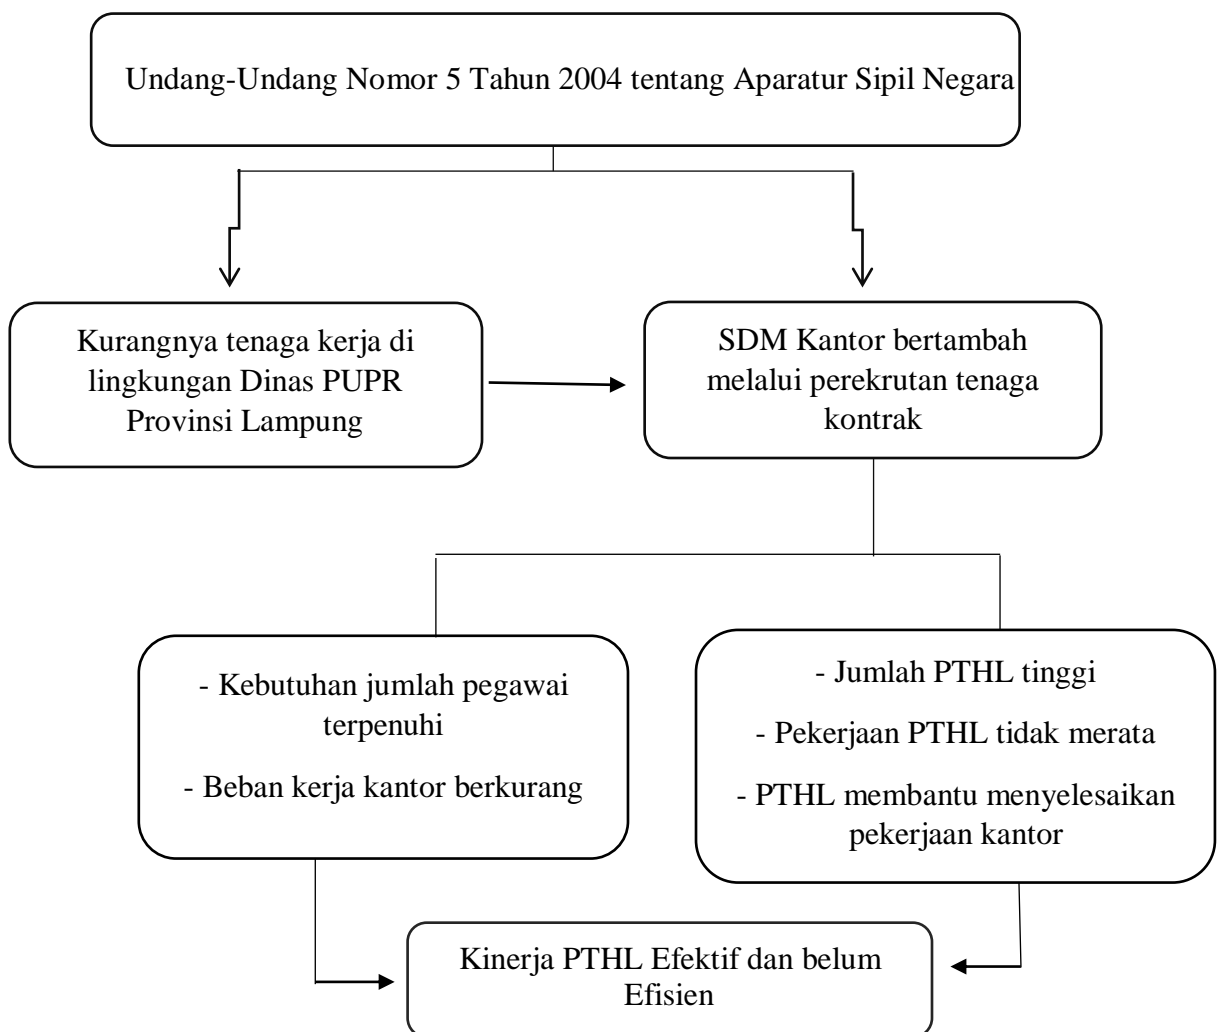 Undang-Undang Nomor 5 Tahun 2004 tentang Aparatur Sipil Negara
Kurangnya tenaga kerja di
lingkungan Dinas PUPR
Provinsi Lampung
SDM Kantor bertambah
melalui perekrutan tenaga
kontrak
- Kebutuhan jumlah pegawai
terpenuhi
- Beban kerja kantor berkurang
- Jumlah PTHL tinggi
- Pekerjaan PTHL tidak merata
- PTHL membantu menyelesaikan
pekerjaan kantor
Kinerja PTHL Efektif dan belum
Efisien